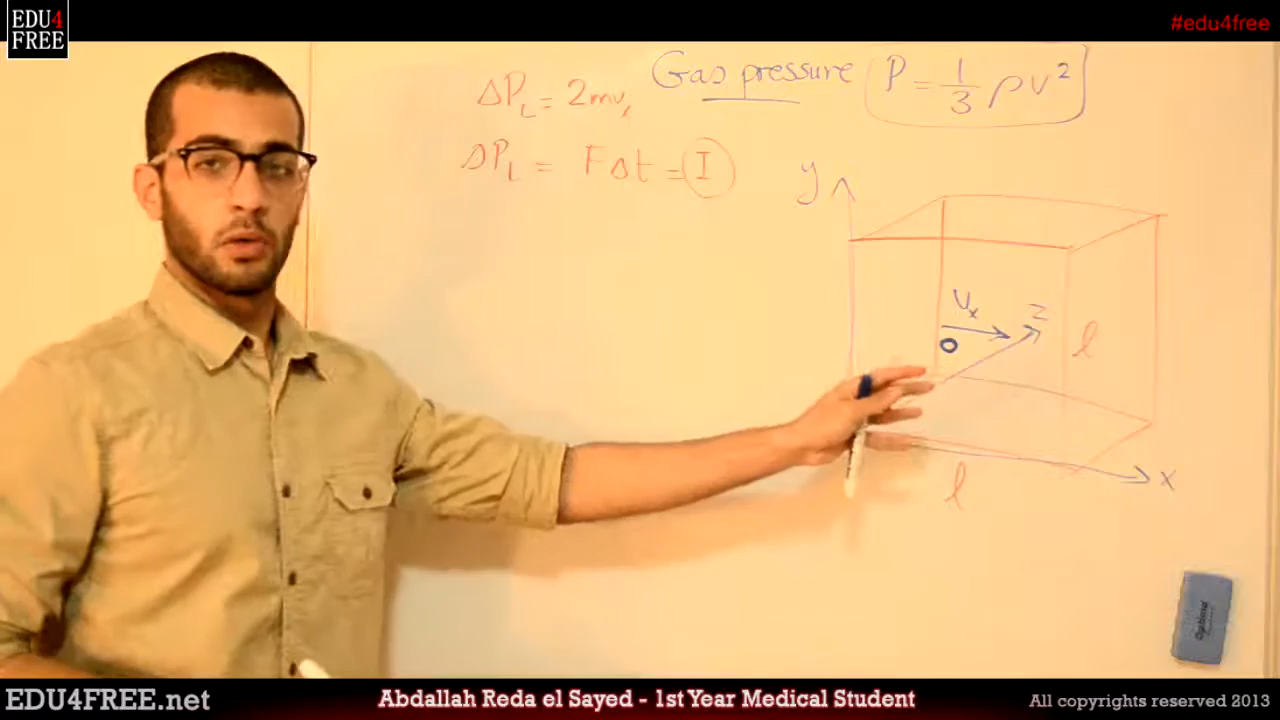 EDU4
FREE
#edu4free
Gas pressure P = 1/3 ρv²
ΔP_L = 2mv_x
ΔP_L = FΔt = I
y
v_x
z
l
l
x
EDU4FREE.net
Abdallah Reda el Sayed - 1st Year Medical Student
All copyrights reserved 2013